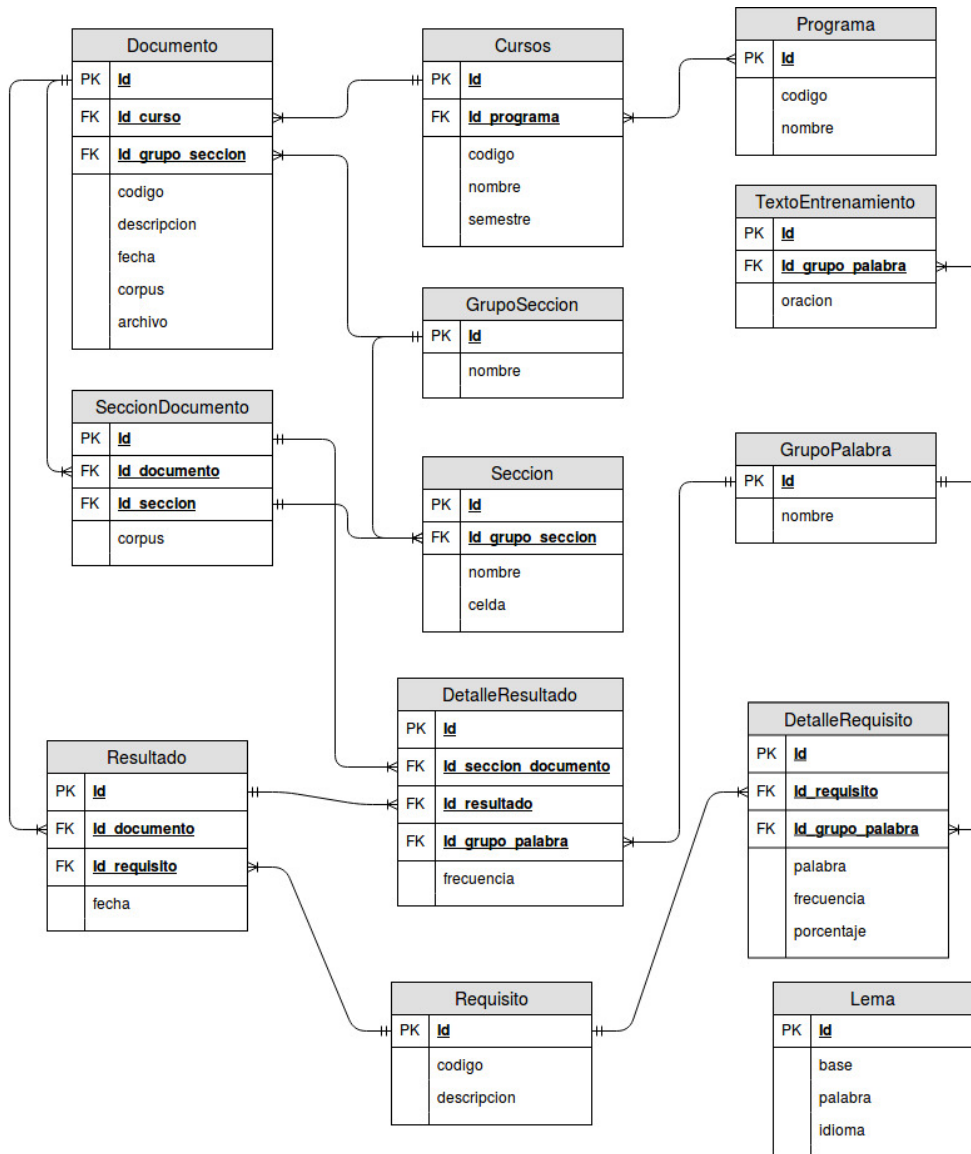 Documento
PK Id
FK Id_curso
FK Id_grupo_seccion
codigo
descripcion
fecha
corpus
archivo
Cursos
PK Id
FK Id_programa
codigo
nombre
semestre
Programa
PK Id
codigo
nombre
TextoEntrenamiento
PK Id
FK Id_grupo_palabra
oracion
GrupoSeccion
PK Id
nombre
SeccionDocumento
PK Id
FK Id_documento
FK Id_seccion
corpus
Seccion
PK Id
FK Id_grupo_seccion
nombre
celda
GrupoPalabra
PK Id
nombre
DetalleResultado
PK Id
FK Id_seccion_documento
FK Id_resultado
FK Id_grupo_palabra
frecuencia
DetalleRequisito
PK Id
FK Id_requisito
FK Id_grupo_palabra
palabra
frecuencia
porcentaje
Resultado
PK Id
FK Id_documento
FK Id_requisito
fecha
Requisito
PK Id
codigo
descripcion
Lema
PK Id
base
palabra
idioma